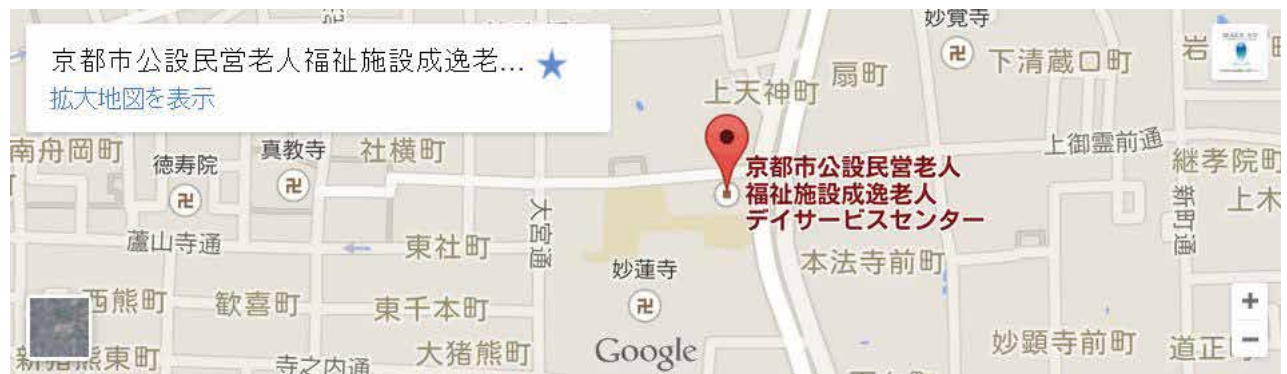 京都市公設民営老人福祉施設成逸老...
拡大地図を表示
妙覚寺
下清蔵口町
岩
扇町
上天神町
上御霊前通
南舟岡町
徳寿院
真教寺
社横町
京都市公設民営老人
福祉施設成逸老人
デイサービスセンター
継孝院町
新町通
上木
大宮通
蘆山寺通
東社町
妙蓮寺
本法寺前町
西熊町
歓喜町
東千本町
+
-
Google
妙顕寺前町
道正町
新猪熊東町
寺之内通
大猪熊町